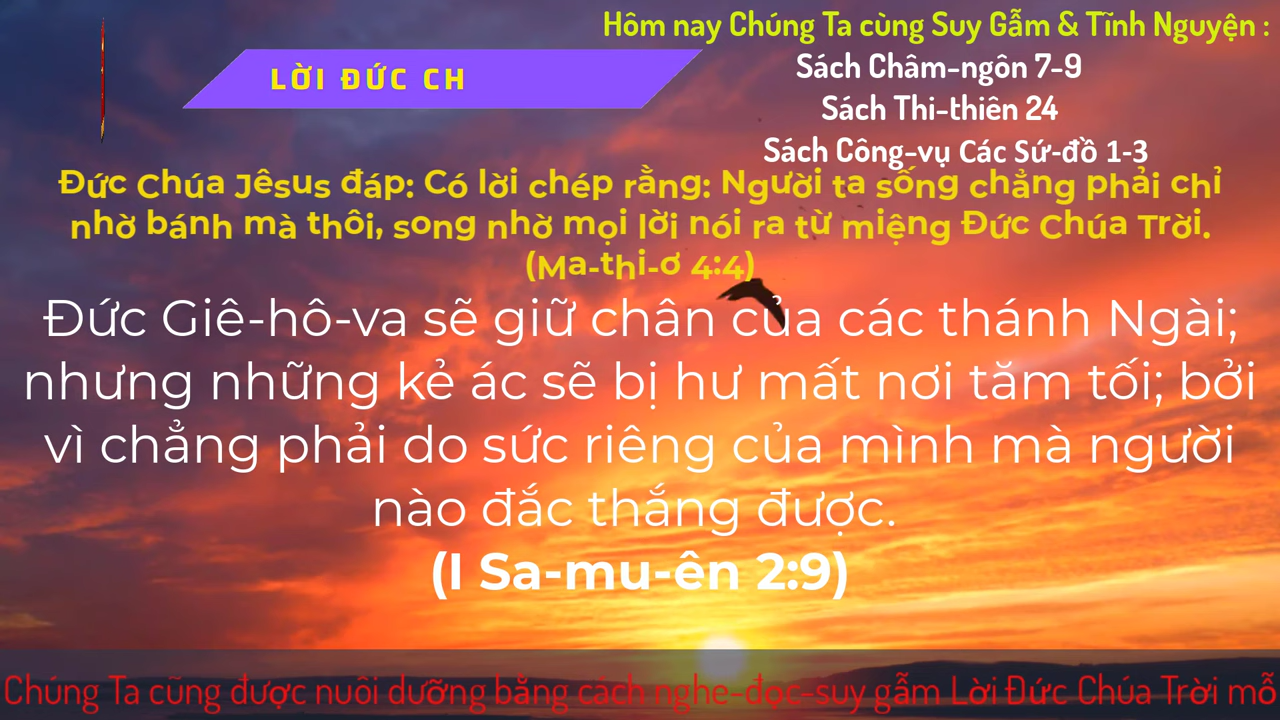 Hôm nay Chúng Ta cùng Suy Gẫm & Tĩnh Nguyện :
Sách Châm-ngôn 7-9
Sách Thi-thiên 24
Sách Công-vụ Các Sứ-đồ 1-3
LỜI ĐỨC CH
Đức Chúa Jêsus đáp: Có lời chép rằng: Người ta sống chẳng phải chỉ
nhờ bánh mà thôi, song nhờ mọi lời nói ra từ miệng Đức Chúa Trời.
(Ma-thi-ơ 4:4)
Đức Giê-hô-va sẽ giữ chân của các thánh Ngài;
nhưng những kẻ ác sẽ bị hư mất nơi tăm tối; bởi
vì chẳng phải do sức riêng của mình mà người
nào đắc thắng được.
(I Sa-mu-ên 2:9)
Chúng Ta cũng được nuôi dưỡng bằng cách nghe-đọc-suy gẫm Lời Đức Chúa Trời mỗ